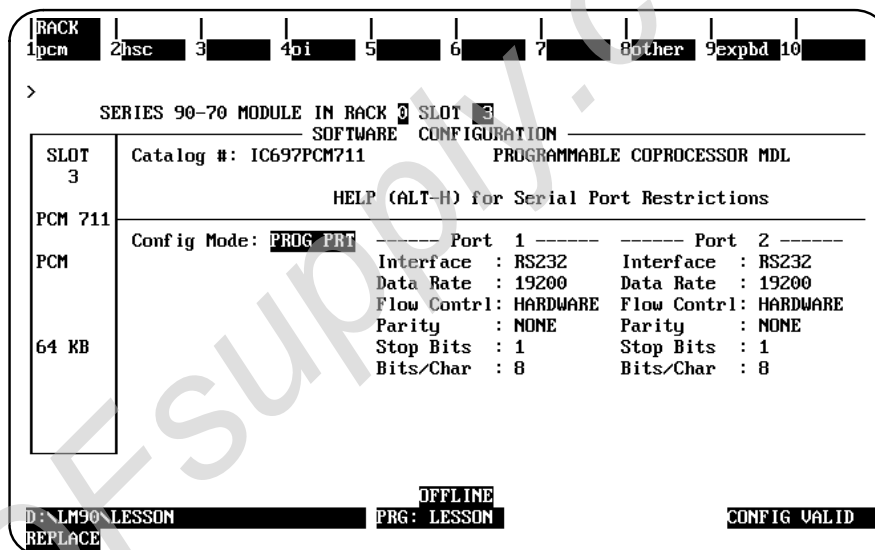 RACK
1pcm 2hsc 3 4oi 5 6 7 8other 9expbd 10
>
SERIES 90-70 MODULE IN RACK 0 SLOT 3
SOFTWARE CONFIGURATION
SLOT Catalog #: IC697PCM711 PROGRAMMABLE COPROCESSOR MDL
3
HELP (ALT-H) for Serial Port Restrictions
PCM 711
Config Mode: PROG PRT ------ Port 1 ------ ------ Port 2 ------
PCM Interface : RS232 Interface : RS232
Data Rate : 19200 Data Rate : 19200
Flow Contrl: HARDWARE Flow Contrl: HARDWARE
Parity : NONE Parity : NONE
64 KB Stop Bits : 1 Stop Bits : 1
Bits/Char : 8 Bits/Char : 8
OFFLINE
D:\LM90\LESSON PRG: LESSON CONFIG VALID
REPLACE